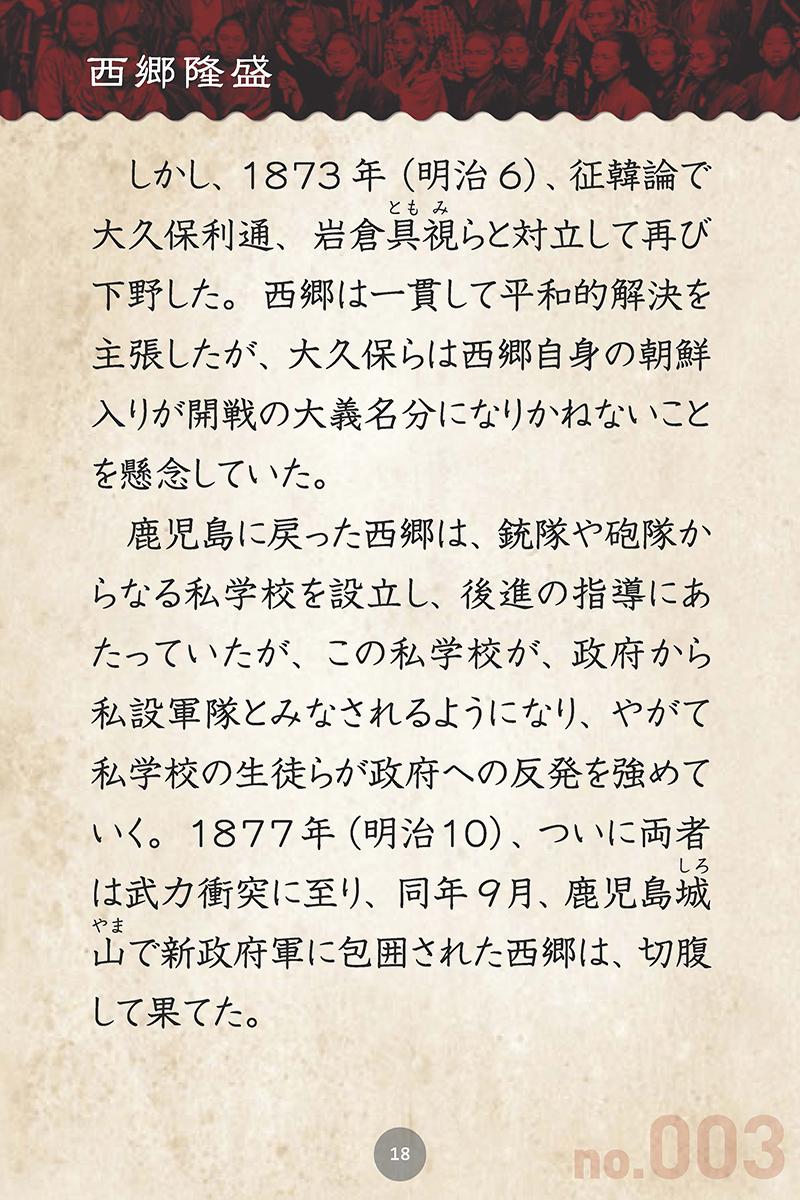 西郷隆盛
しかし、1873年（明治6）、征韓論で
とも み
大久保利通、岩倉具視らと対立して再び
下野した。西郷は一貫して平和的解決を
主張したが、大久保らは西郷自身の朝鮮
入りが開戦の大義名分になりかねないこと
を懸念していた。
鹿児島に戻った西郷は、銃隊や砲隊か
らなる私学校を設立し、後進の指導にあ
たっていたが、この私学校が、政府から
私設軍隊とみなされるようになり、やがて
私学校の生徒らが政府への反発を強めて
いく。1877年（明治10）、ついに両者
しろ
は武力衝突に至り、同年9月、鹿児島城
やま
山で新政府軍に包囲された西郷は、切腹
して果てた。
18
no.003